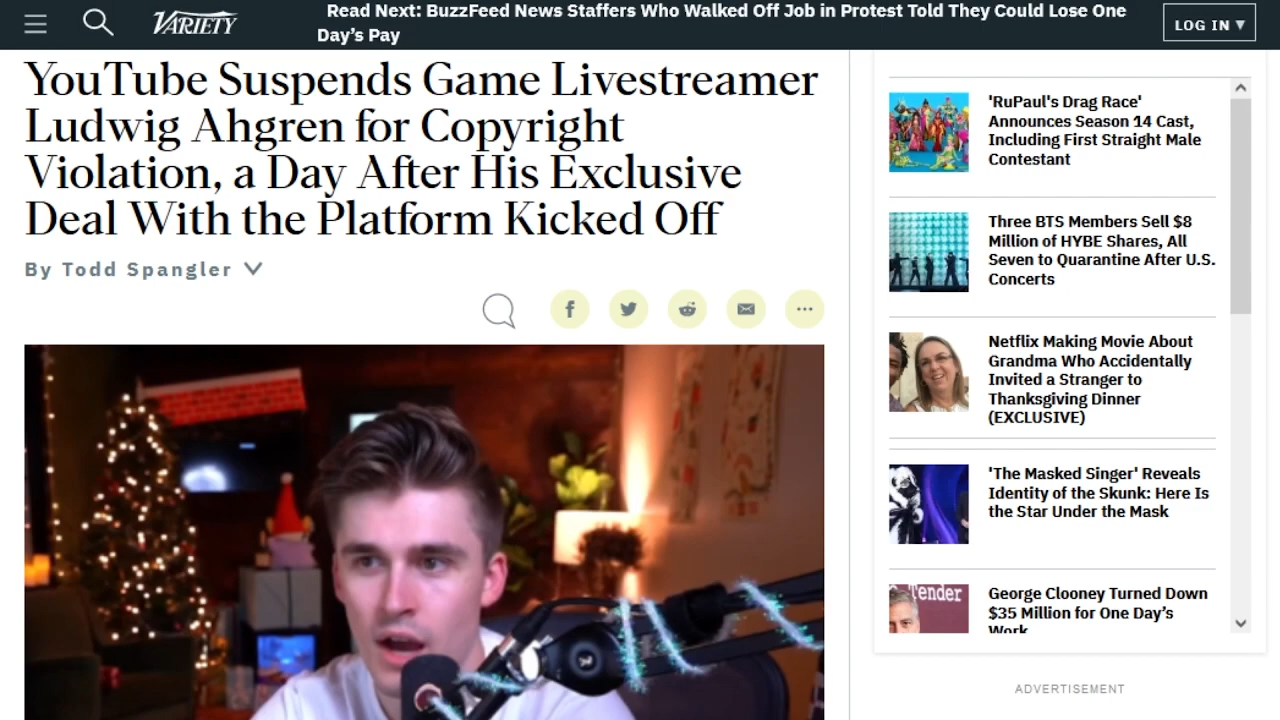 VARIETY
Read Next: BuzzFeed News Staffers Who Walked Off Job in Protest Told They Could Lose One
Day's Pay
LOG IN ▼
YouTube Suspends Game Livestreamer
Ludwig Ahgren for Copyright
Violation, a Day After His Exclusive
Deal With the Platform Kicked Off
By Todd Spangler
'RuPaul's Drag Race'
Announces Season 14 Cast,
Including First Straight Male
Contestant
Three BTS Members Sell $8
Million of HYBE Shares, All
Seven to Quarantine After U.S.
Concerts
Netflix Making Movie About
Grandma Who Accidentally
Invited a Stranger to
Thanksgiving Dinner
(EXCLUSIVE)
'The Masked Singer' Reveals
Identity of the Skunk: Here Is
the Star Under the Mask
Tender
George Clooney Turned Down
$35 Million for One Day's
Work
ADVERTISEMENT